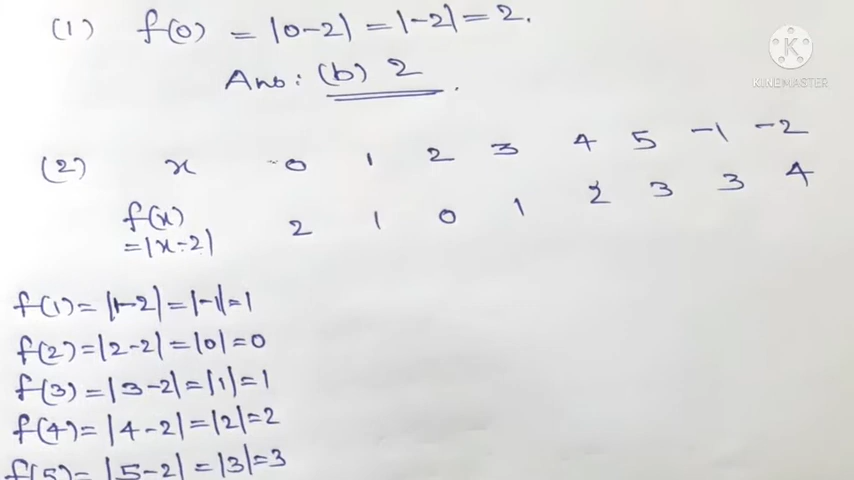 (1) f(0) = |0-2| = |-2| = 2.
Ans: (b) 2.
KINEMASTER
(2) x 0 1 2 3 4 5 -1 -2
f(x) 2 1 0 1 2 3 3 4
=|x-2|
f(1) = |1-2| = |-1| = 1
f(2) = |2-2| = |0| = 0
f(3) = |3-2| = |1| = 1
f(4) = |4-2| = |2| = 2
f(5) = |5-2| = |3| = 3